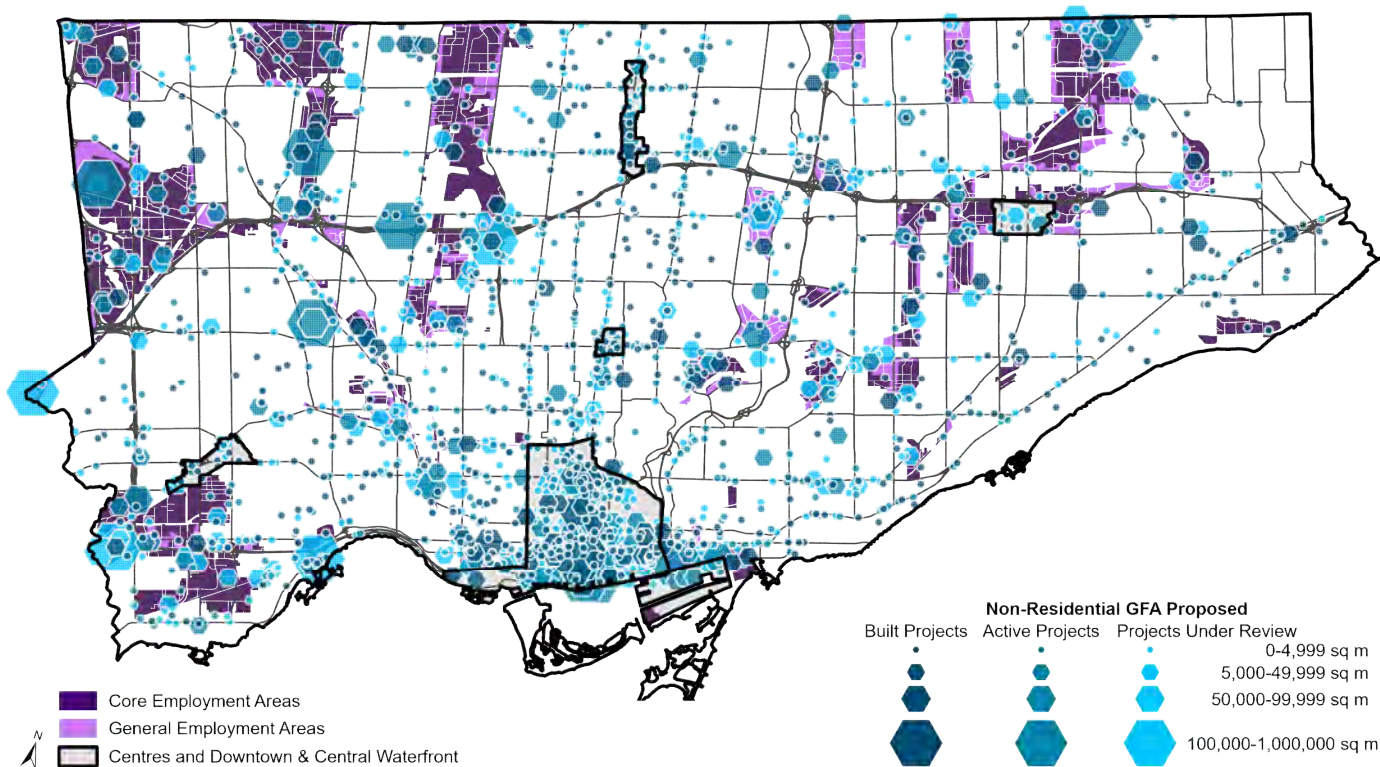 Non-Residential GFA Proposed
Built Projects Active Projects Projects Under Review
0-4,999 sq m
5,000-49,999 sq m
50,000-99,999 sq m
100,000-1,000,000 sq m
Core Employment Areas
General Employment Areas
Centres and Downtown & Central Waterfront
N